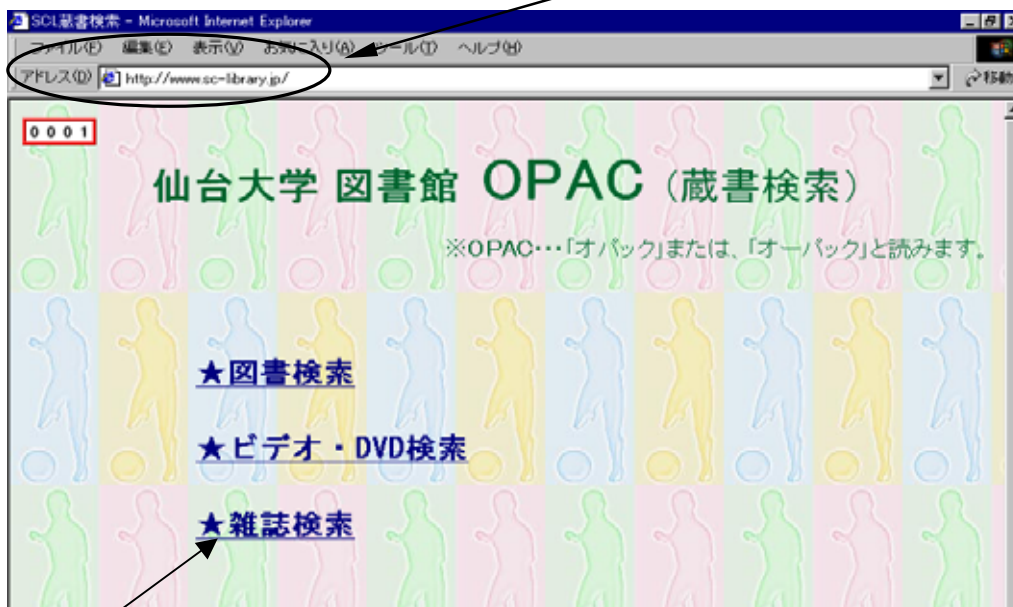 SCL蔵書検索 - Microsoft Internet Explorer
ファイル(F) 編集(E) 表示(V) お気に入り(A) ツール(T) ヘルプ(H)
アドレス(D) http://www.sc-library.jp/ 移動
0001
仙台大学 図書館 OPAC (蔵書検索)
※OPAC・・・「オパック」または、「オーパック」と読みます。
★図書検索
★ビデオ・DVD検索
★雑誌検索